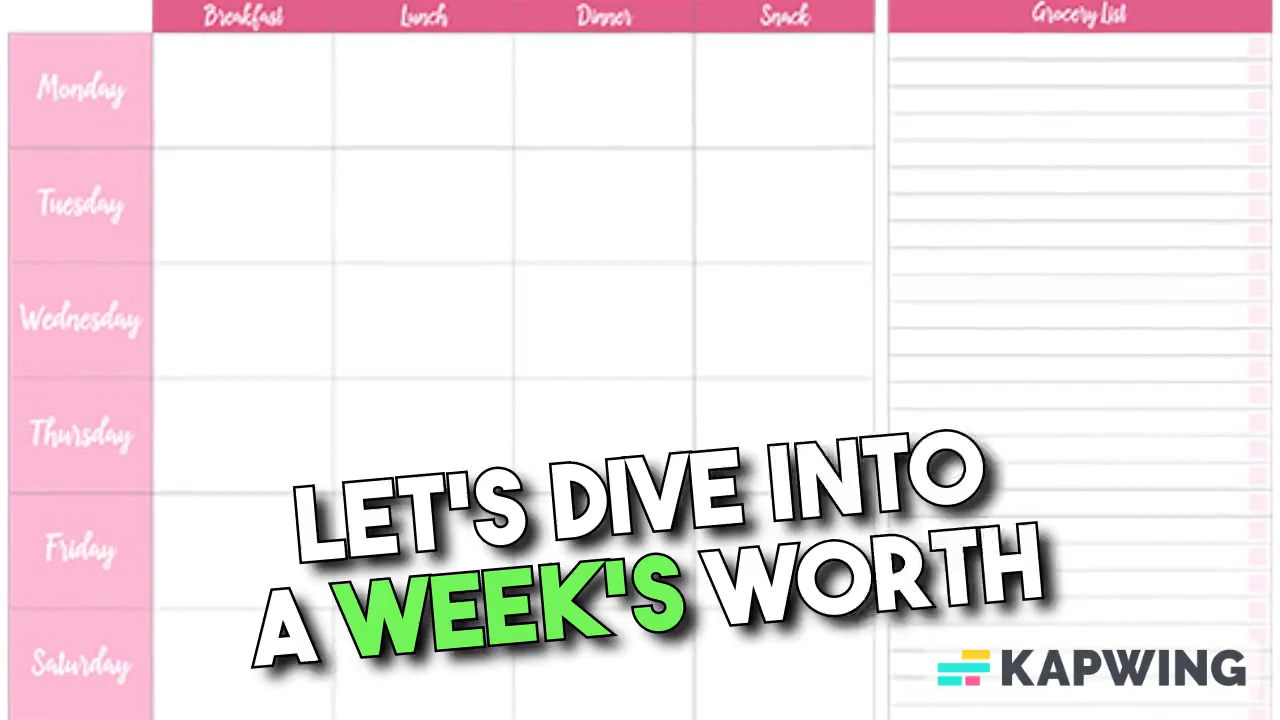 Breakfast Lunch Dinner Snack Grocery List
Monday
Tuesday
Wednesday
Thursday
Friday
Saturday
LET'S DIVE INTO
A WEEK'S WORTH
KAPWING